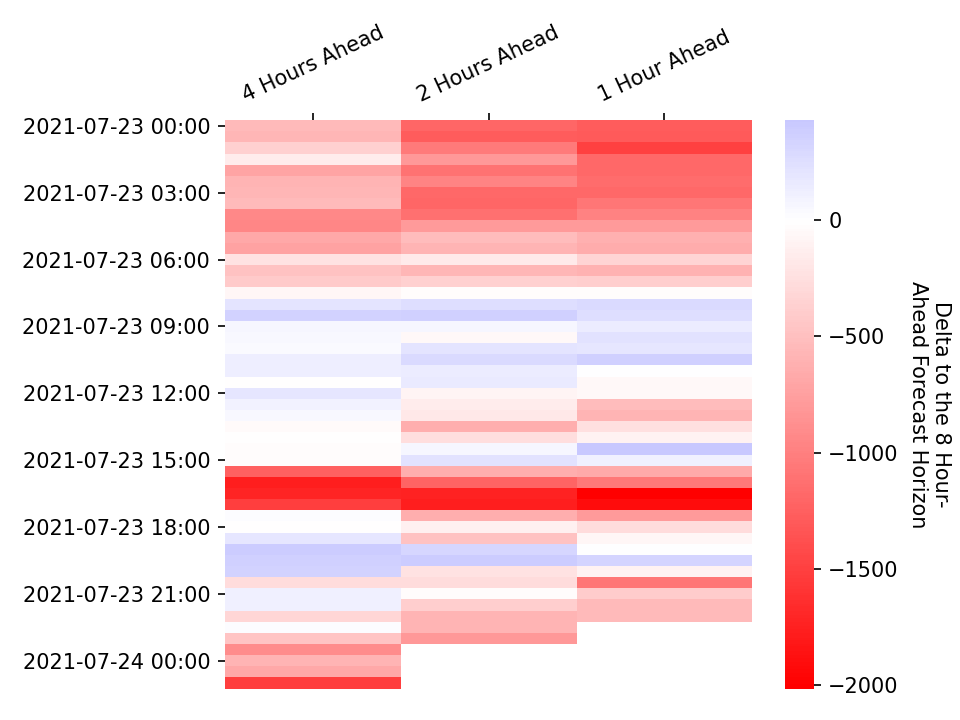 4 Hours Ahead
2 Hours Ahead
1 Hour Ahead
2021-07-23 00:00
2021-07-23 03:00
2021-07-23 06:00
2021-07-23 09:00
2021-07-23 12:00
2021-07-23 15:00
2021-07-23 18:00
2021-07-23 21:00
2021-07-24 00:00
0
−500
−1000
−1500
−2000
Delta to the 8 Hour-
Ahead Forecast Horizon